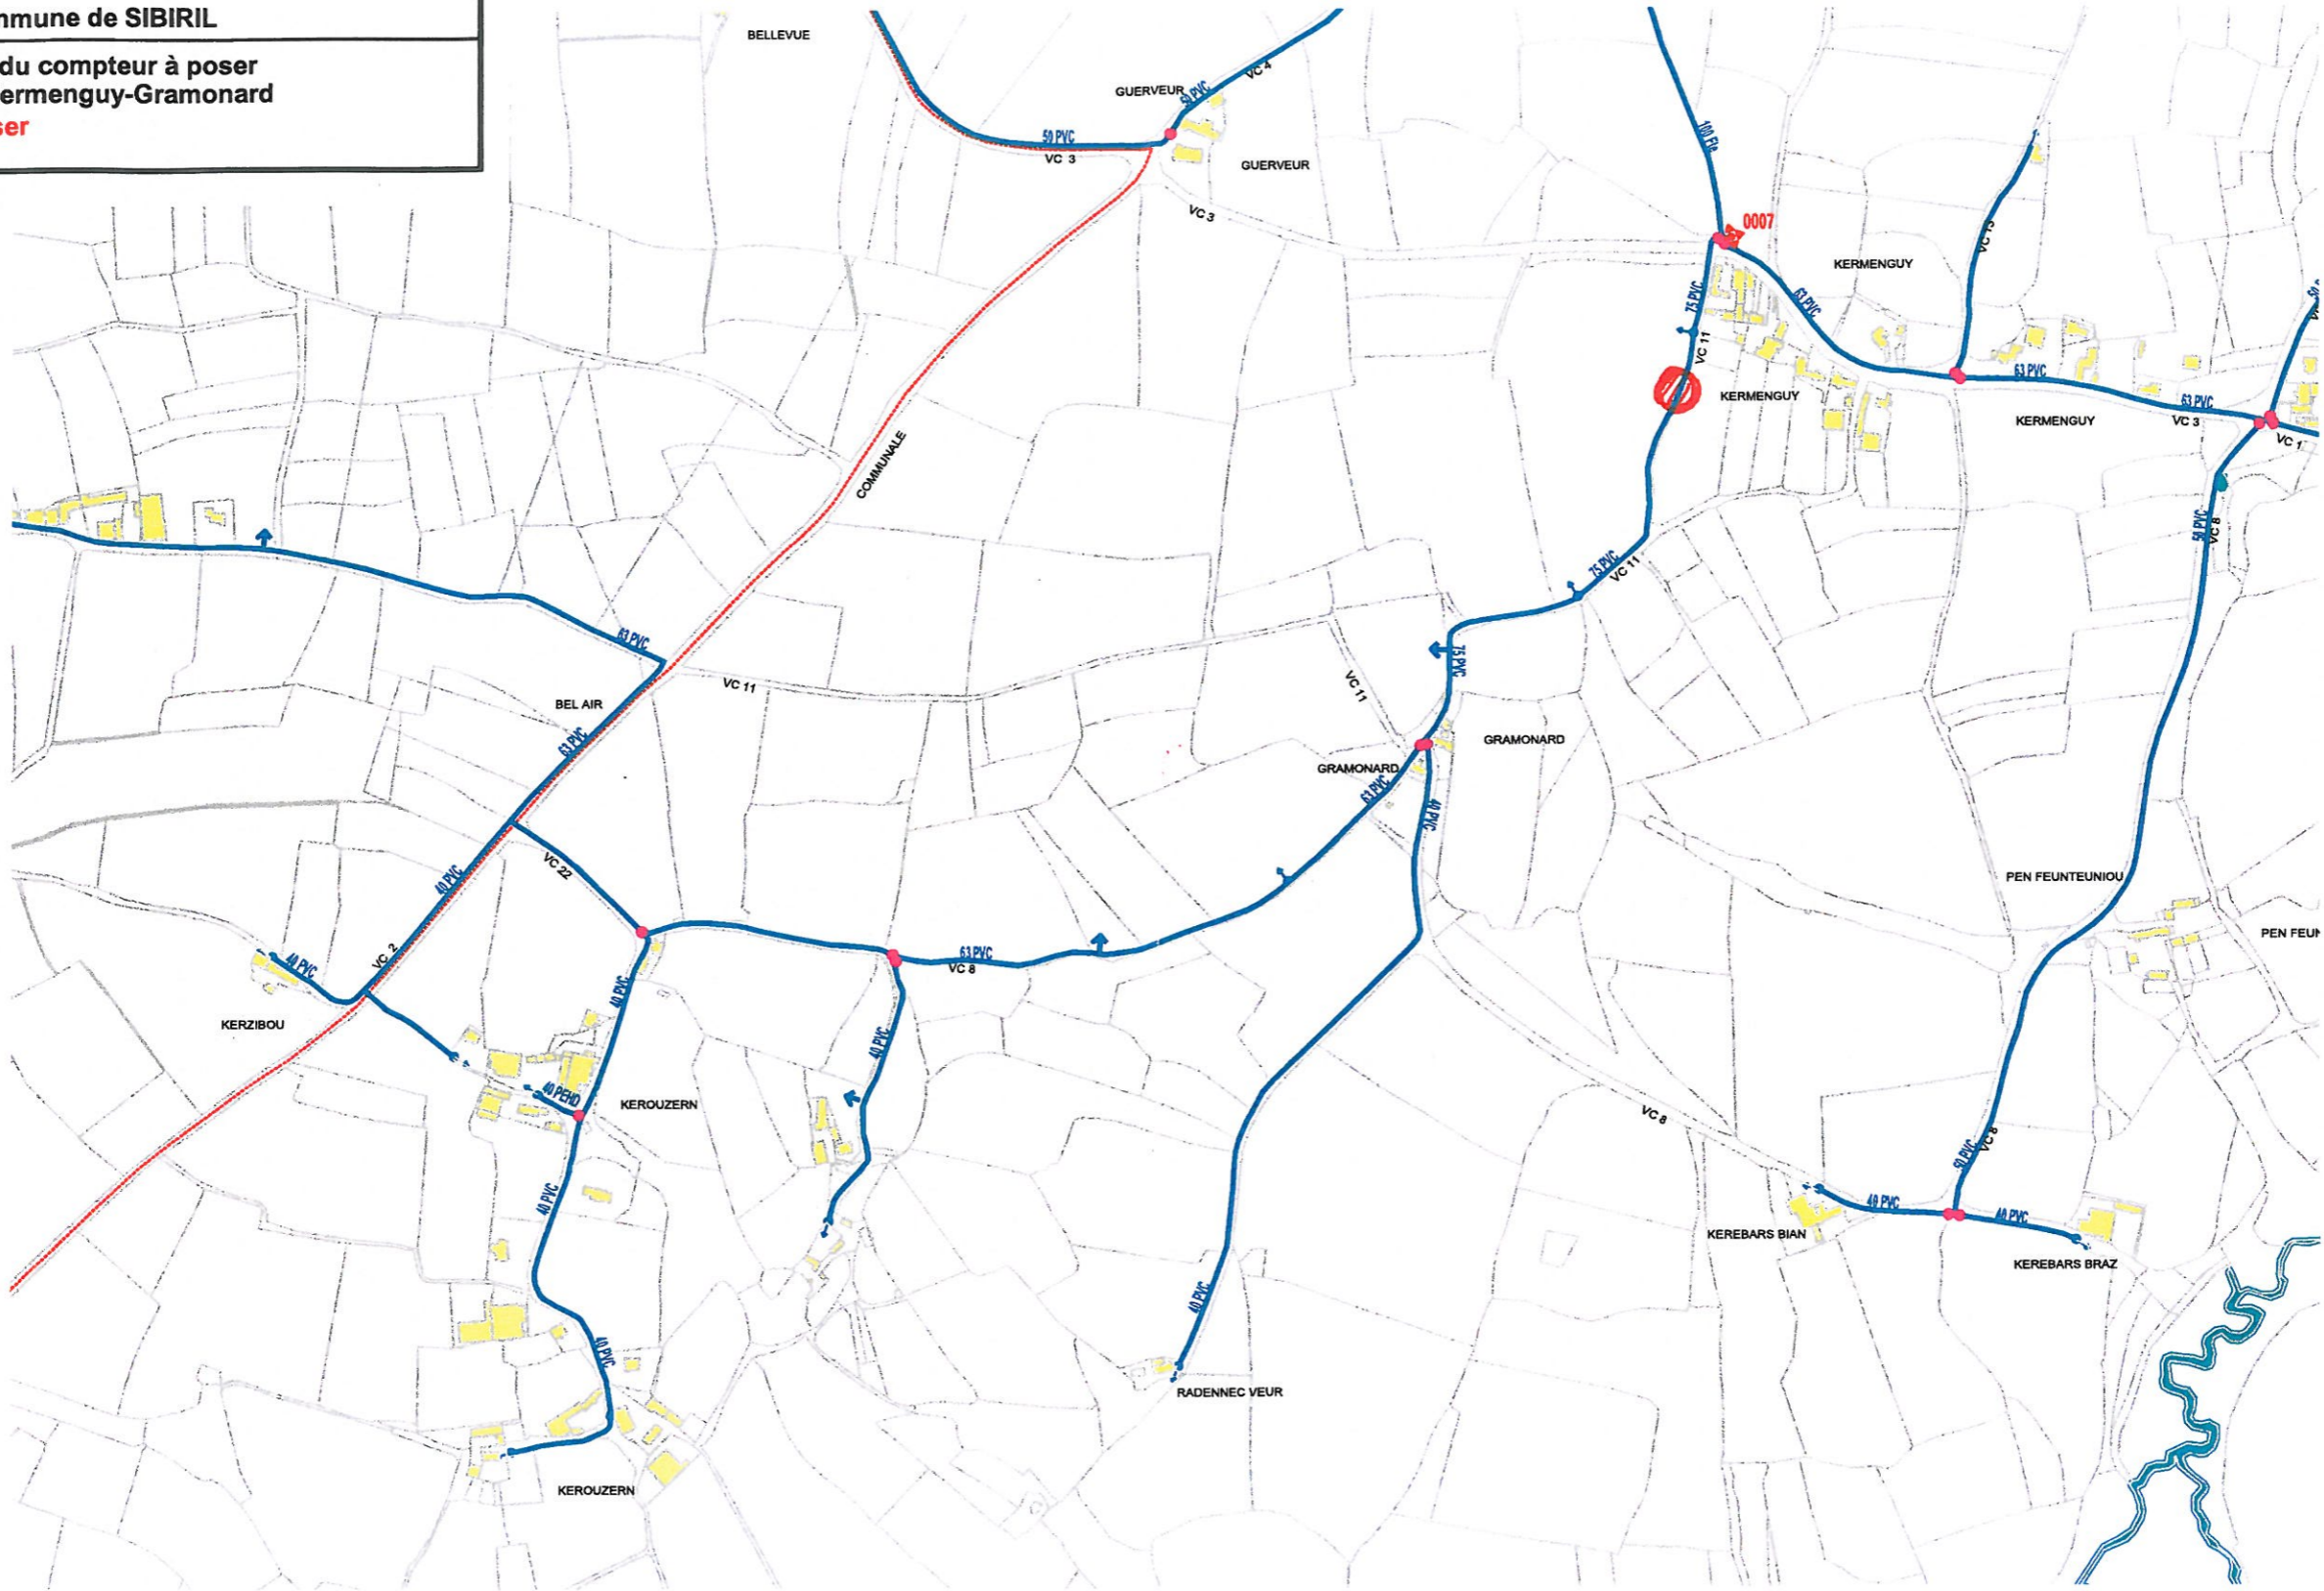 mmune de SIBIRIL
du compteur à poser
ermenguy-Gramonard
ser
BELLEVUE
GUERVEUR
VC 4
50 PVC
50 PVC
VC 3
GUERVEUR
VC 3
0007
75 PVC
VC 11
KERMENGUY
63 PVC
VC 13
KERMENGUY
63 PVC
KERMENGUY
63 PVC
VC 3
VC 1
50 PVC
VC 8
COMMUNALE
63 PVC
BEL AIR
63 PVC
VC 11
75 PVC
VC 11
75 PVC
VC 11
GRAMONARD
GRAMONARD
63 PVC
40 PVC
40 PVC
VC 22
VC 2
40 PVC
KERZIBOU
40 PVC
63 PVC
VC 8
40 PVC
40 PEHD
KEROUZERN
40 PVC
40 PVC
KEROUZERN
40 PVC
RADENNEC VEUR
PEN FEUNTEUNIOU
PEN FEUN
VC 8
50 PVC
VC 8
40 PVC
40 PVC
KEREBARS BIAN
KEREBARS BRAZ